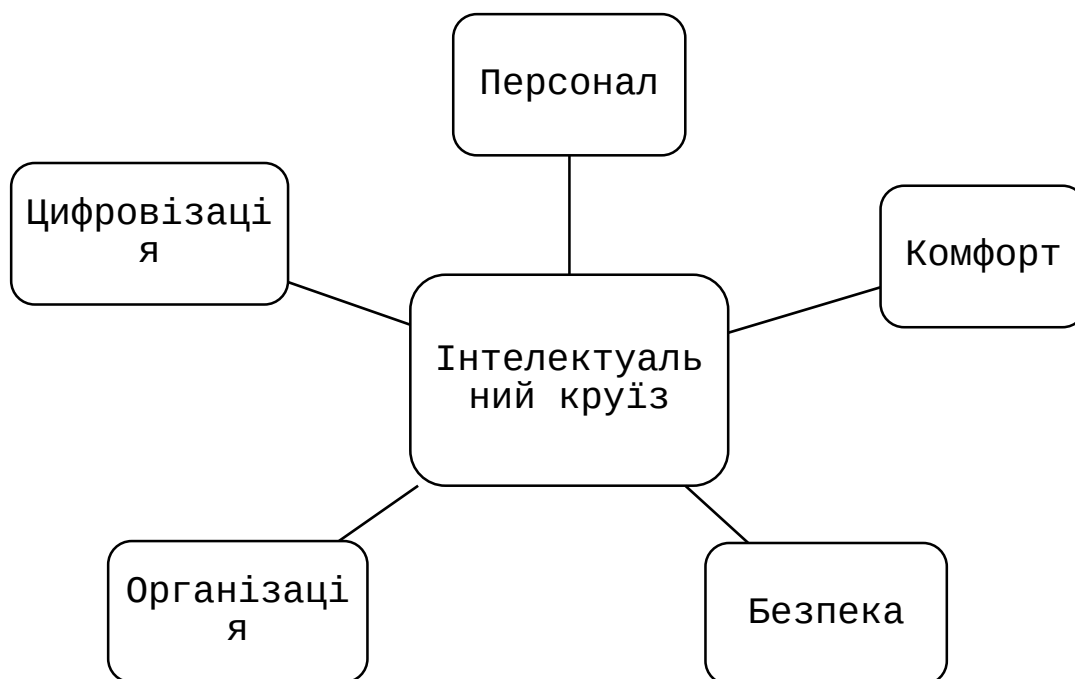 Персонал
Цифровізаці
я
Комфорт
Інтелектуаль
ний круїз
Організаці
я
Безпека